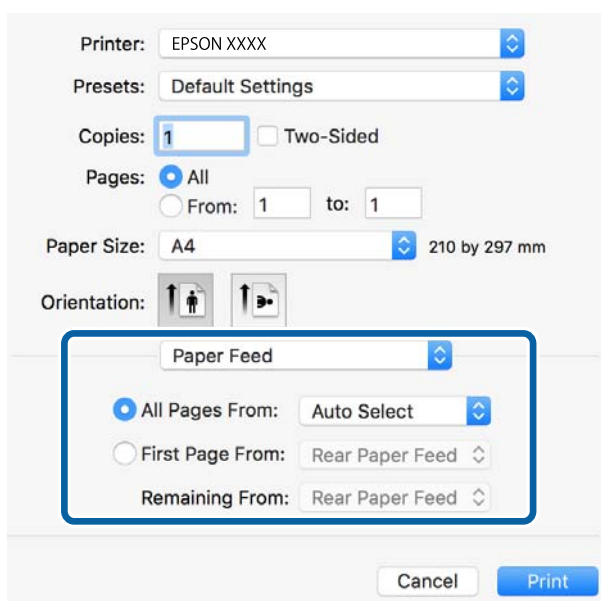 Printer: EPSON XXXX
Presets: Default Settings
Copies: 1 Two-Sided
Pages: All
From: 1 to: 1
Paper Size: A4 210 by 297 mm
Orientation:
Paper Feed
All Pages From: Auto Select
First Page From: Rear Paper Feed
Remaining From: Rear Paper Feed
Cancel Print